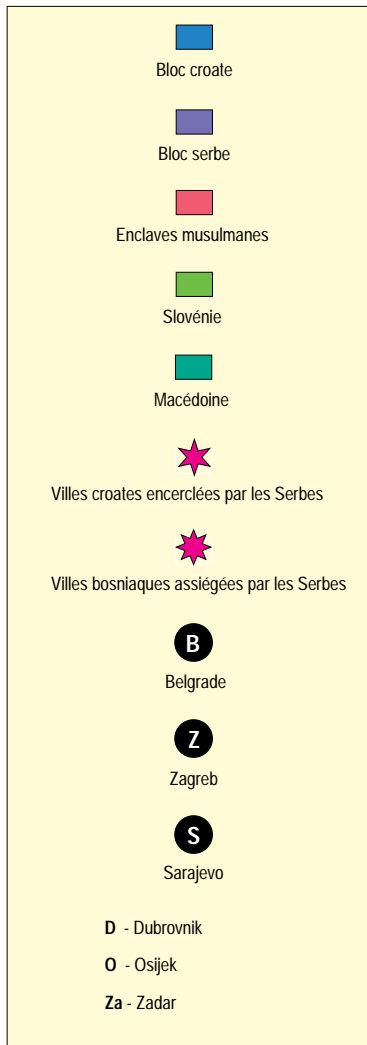 Bloc croate
Bloc serbe
Enclaves musulmanes
Slovénie
Macédoine
Villes croates encerclées par les Serbes
Villes bosniaques assiégées par les Serbes
B
Belgrade
Z
Zagreb
S
Sarajevo
D - Dubrovnik
O - Osijek
Za - Zadar